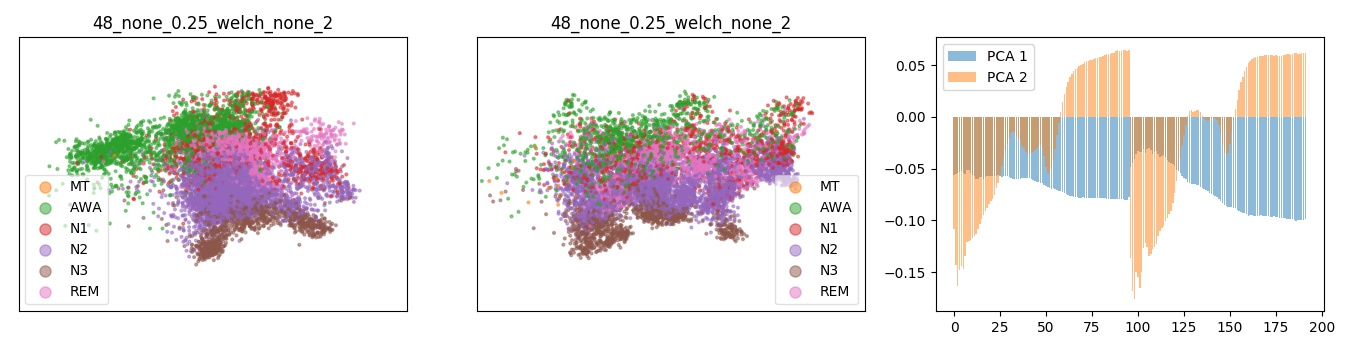 48_none_0.25_welch_none_2
MT
AWA
N1
N2
N3
REM
48_none_0.25_welch_none_2
MT
AWA
N1
N2
N3
REM
PCA 1
PCA 2
0.05
0.00
−0.05
−0.10
−0.15
0 25 50 75 100 125 150 175 200